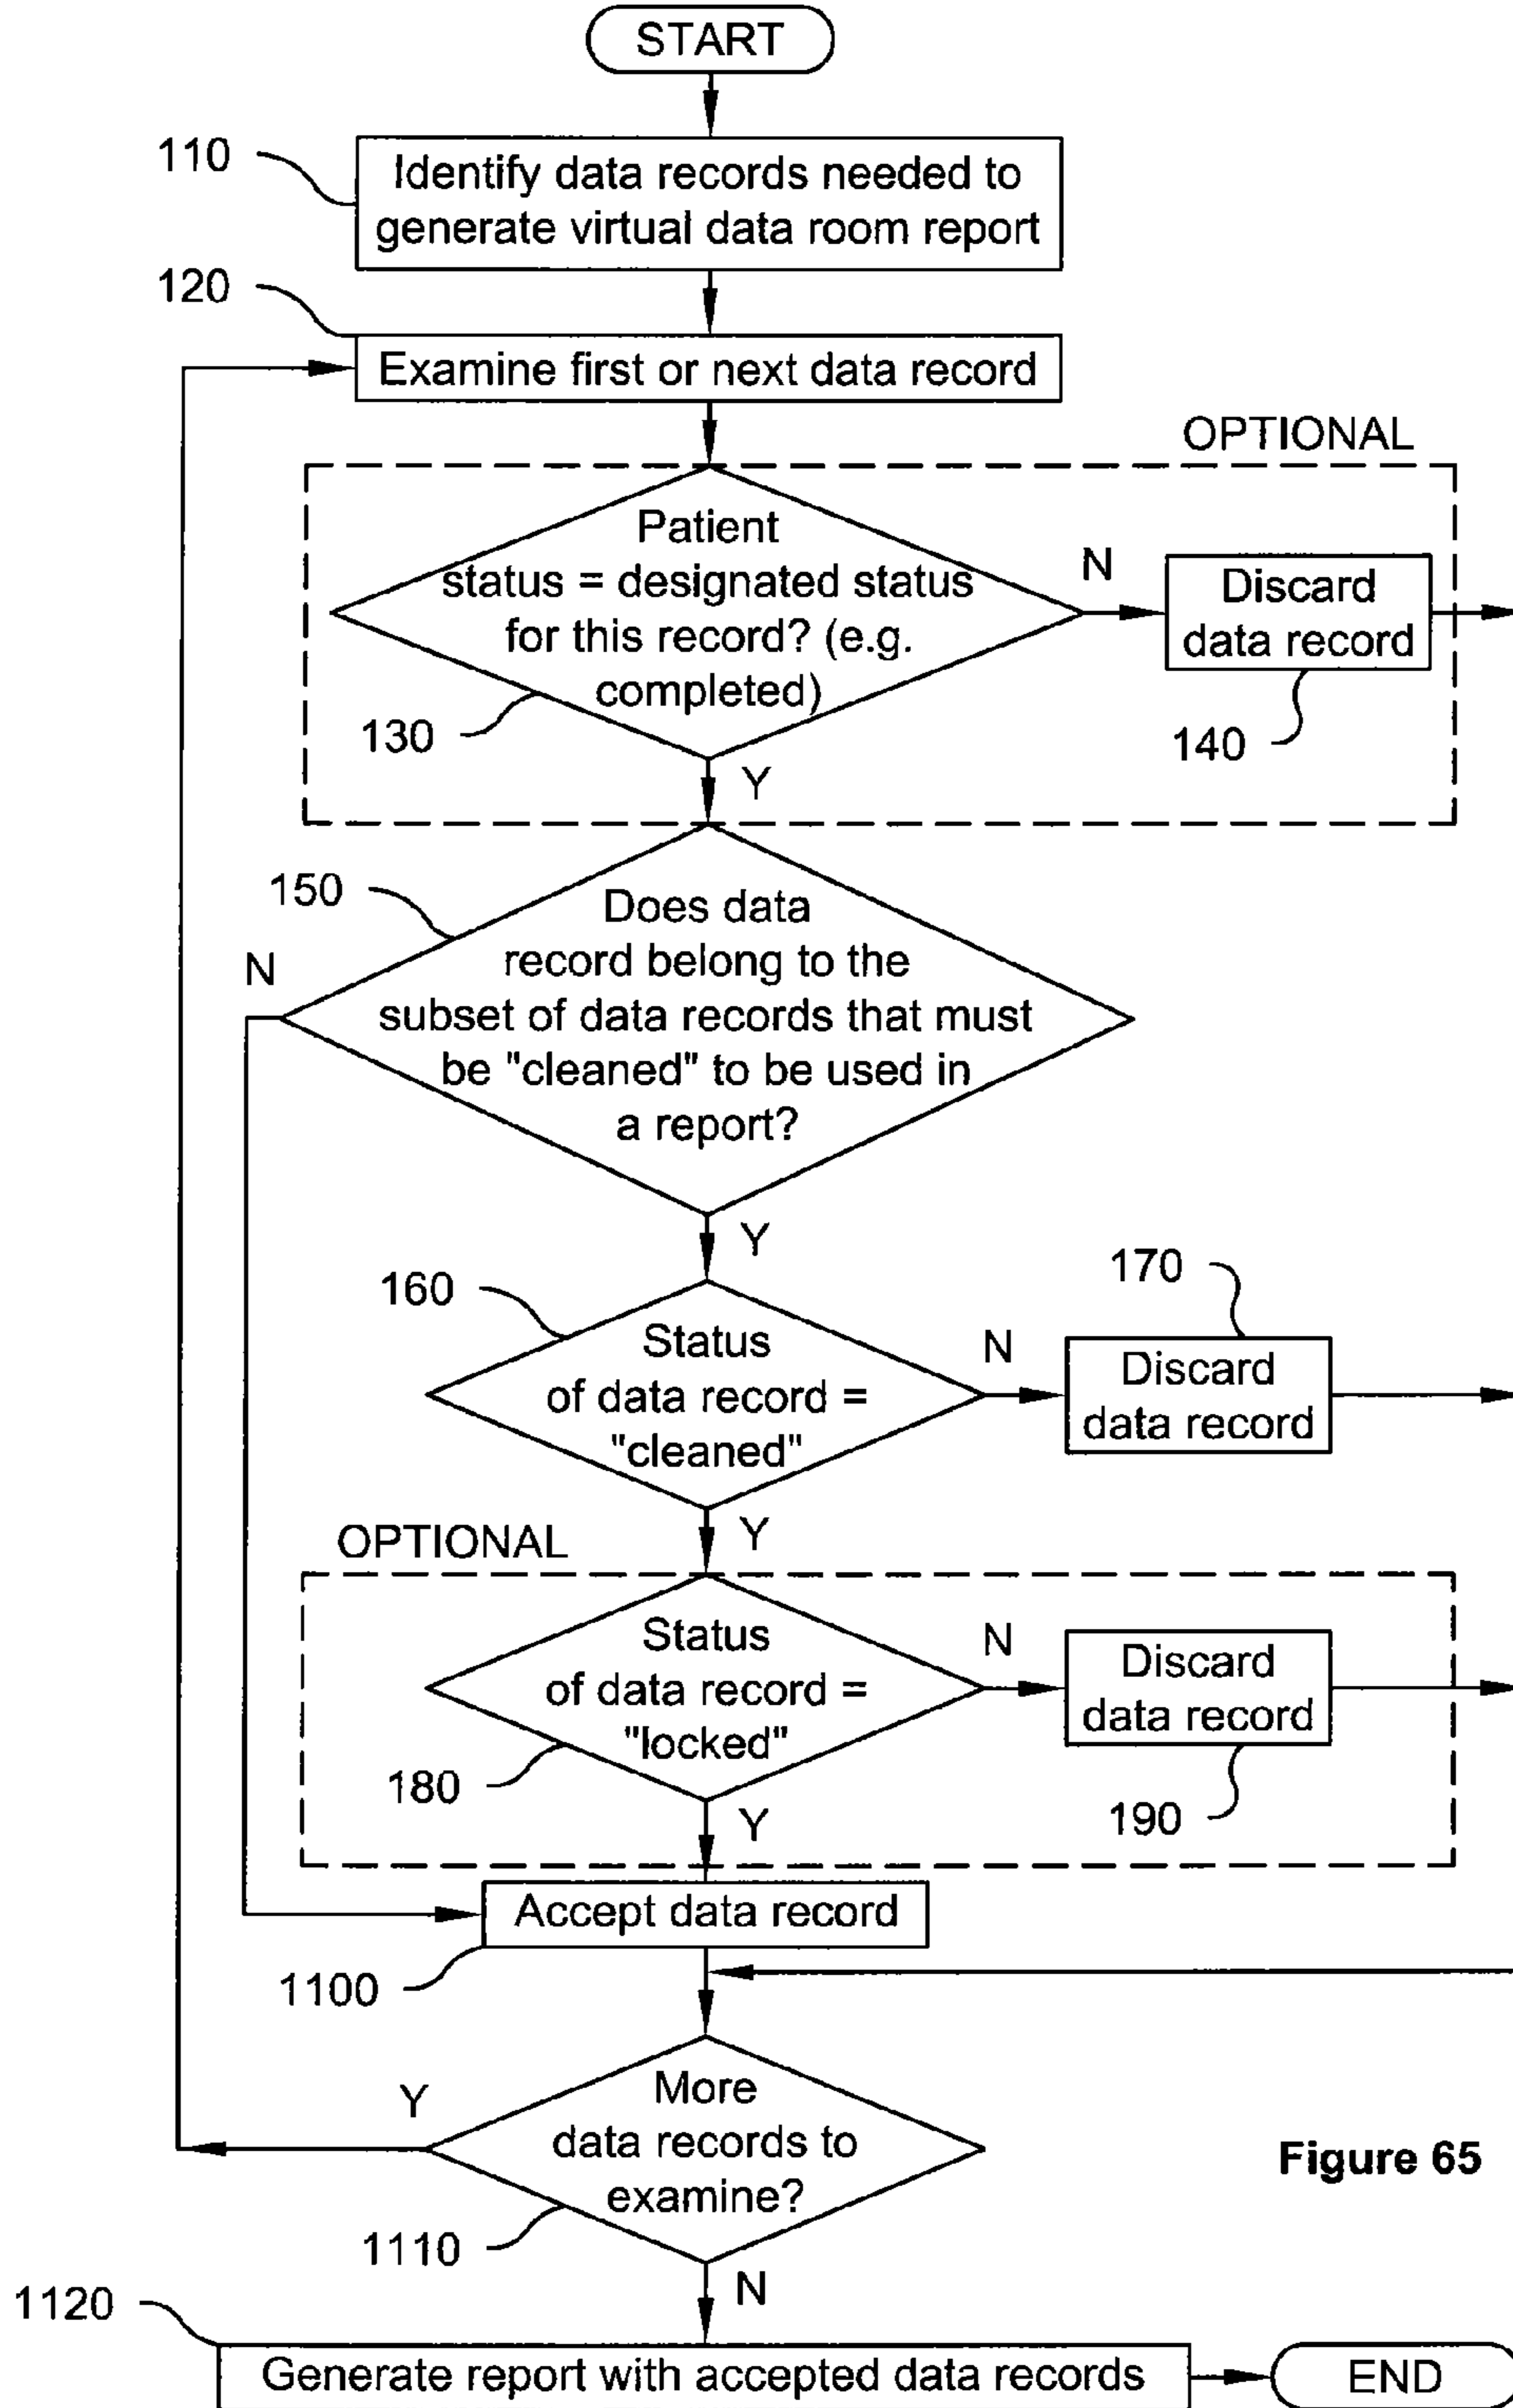 START
110
Identify data records needed to
generate virtual data room report
120
Examine first or next data record
OPTIONAL
Patient
status = designated status
for this record? (e.g.
completed)
N
Discard
data record
130
140
Y
150
Does data
record belong to the
subset of data records that must
be "cleaned" to be used in
a report?
N
Y
160
Status
of data record =
"cleaned"
N
170
Discard
data record
Y
OPTIONAL
Status
of data record =
"locked"
N
Discard
data record
180
190
Y
Accept data record
1100
More
data records to
examine?
Y
1110
N
Figure 65
1120
Generate report with accepted data records
END